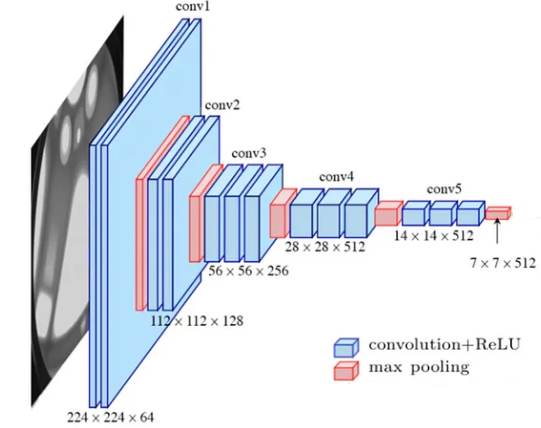 conv1
conv2
conv3
conv4
conv5
224 × 224 × 64
112 × 112 × 128
56 × 56 × 256
28 × 28 × 512
14 × 14 × 512
7 × 7 × 512
convolution+ReLU
max pooling